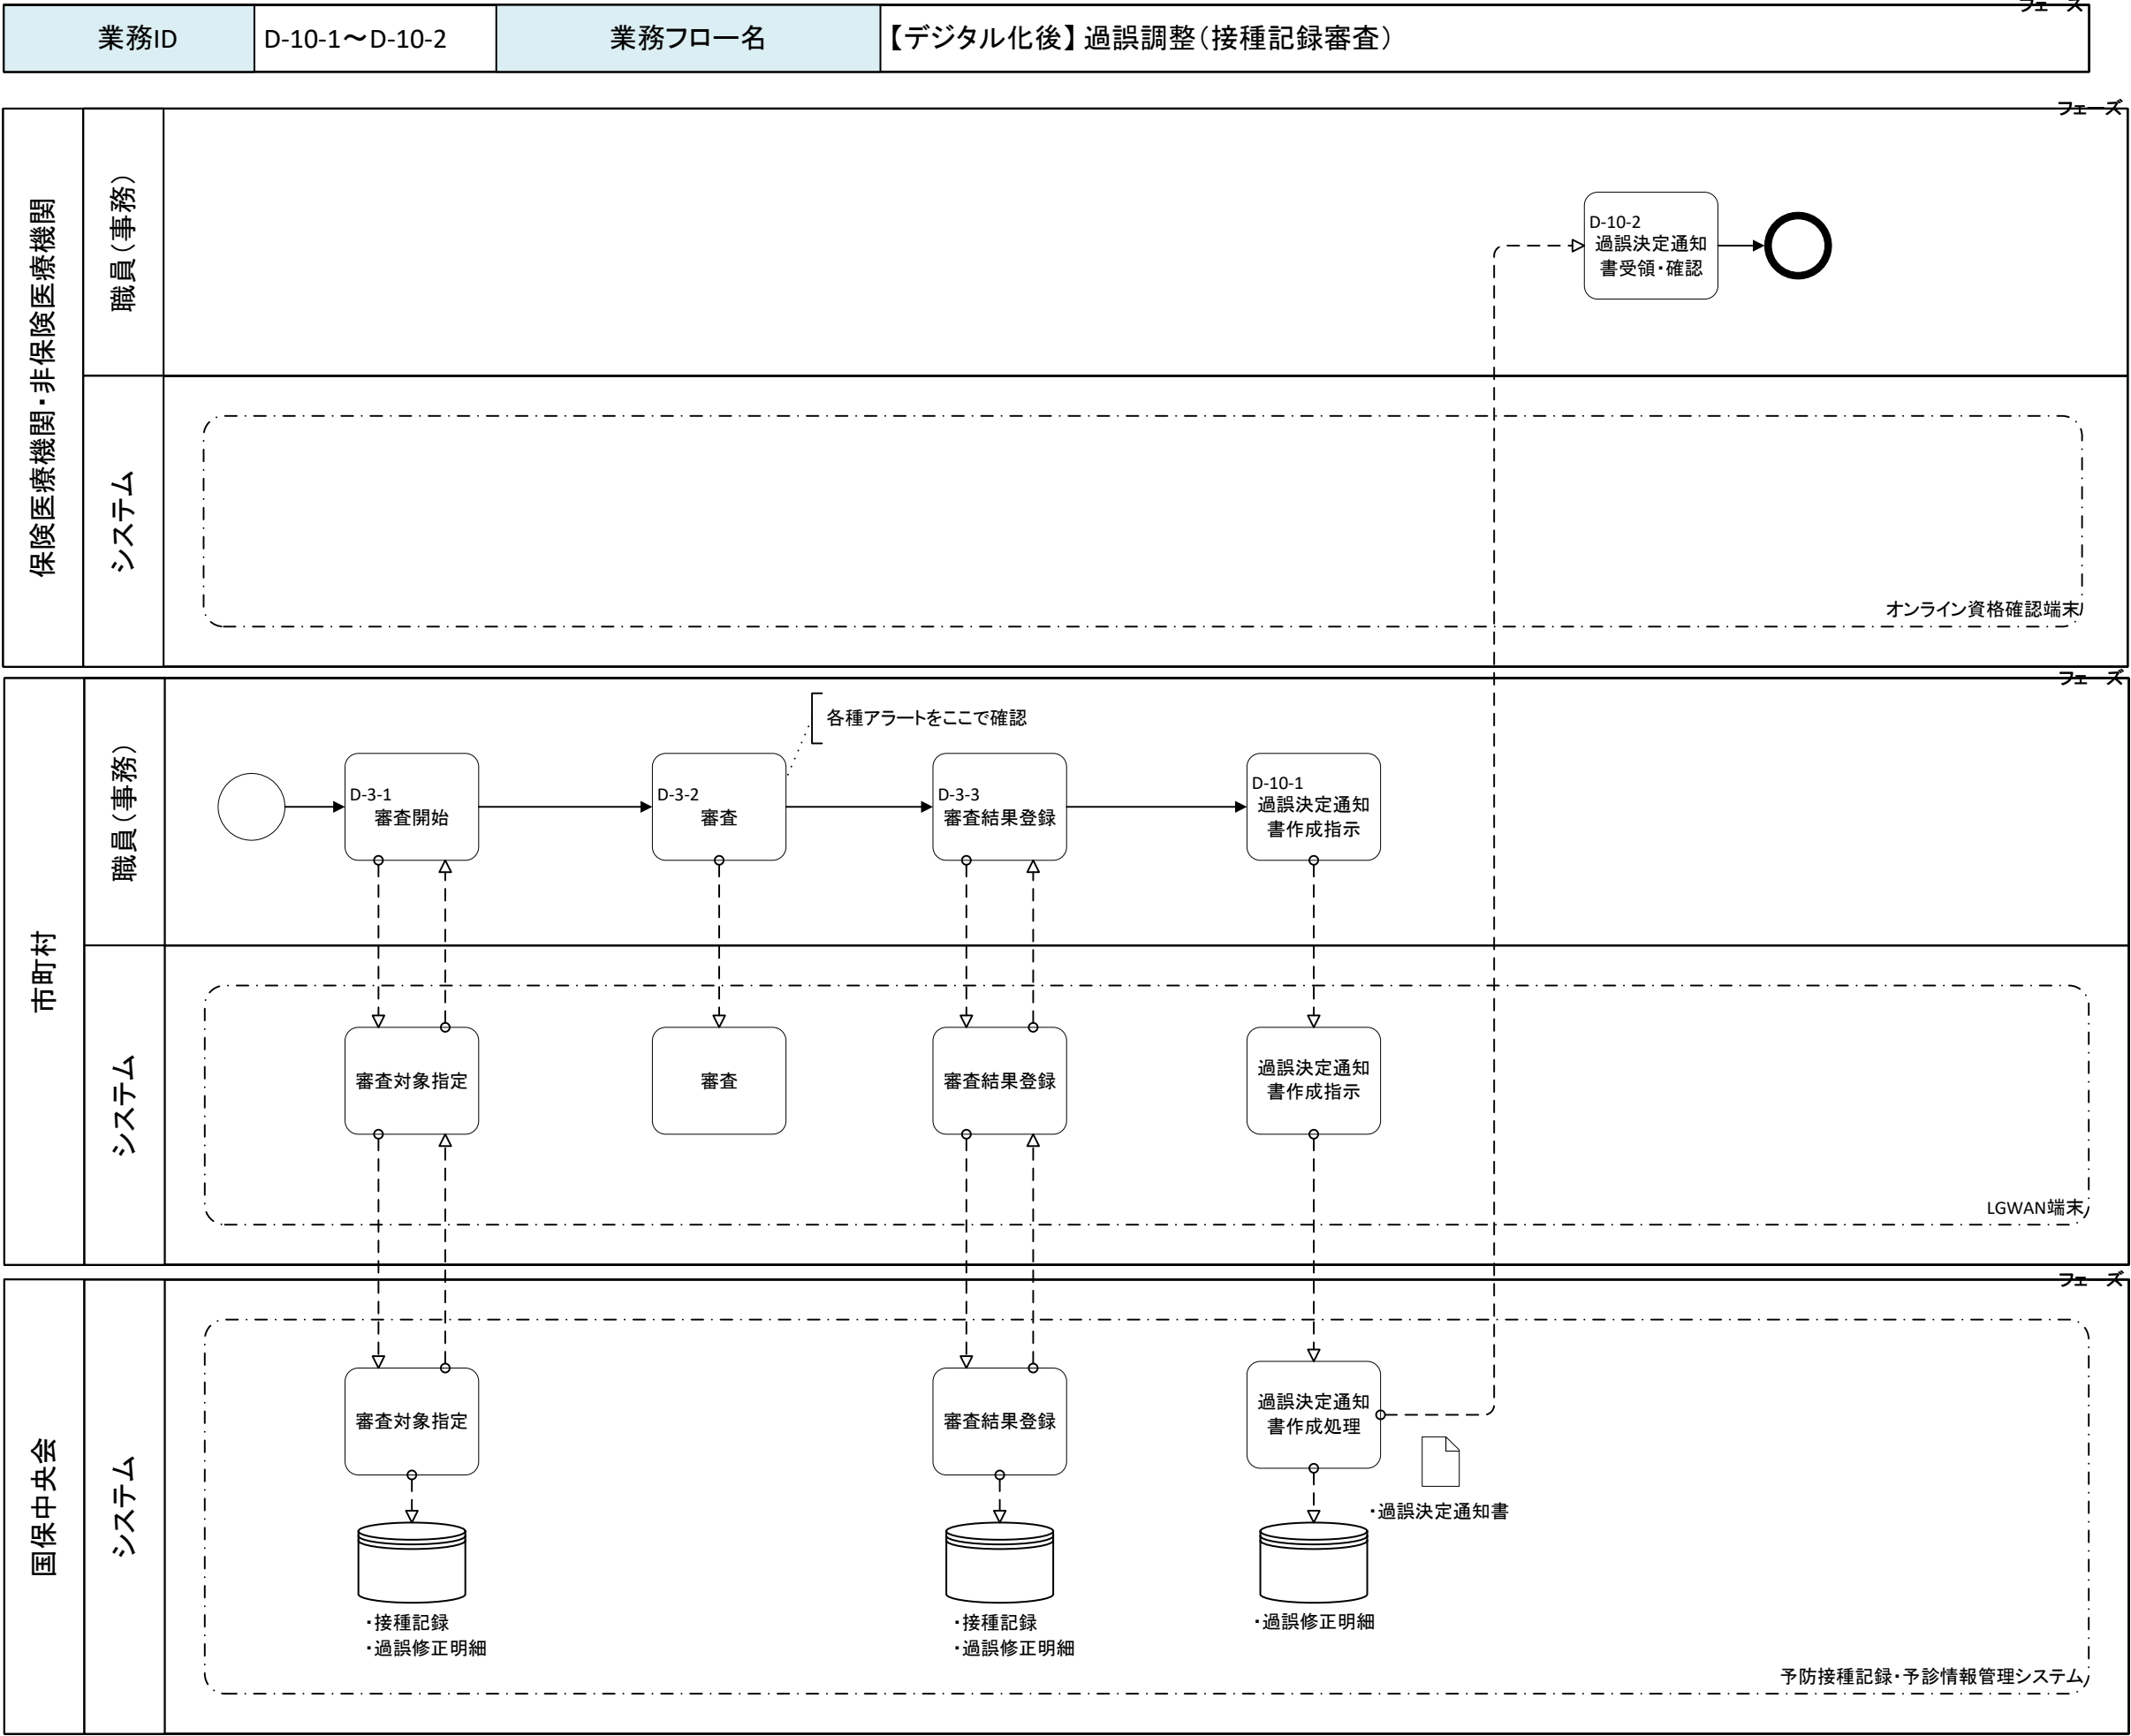 業務ID
D-10-1～D-10-2
業務フロー名
【デジタル化後】過誤調整（接種記録審査）
フェーズ
フェーズ
保険医療機関・非保険医療機関
職員（事務）
D-10-2
過誤決定通知
書受領・確認
システム
オンライン資格確認端末
フェーズ
市町村
職員（事務）
各種アラートをここで確認
D-3-1
審査開始
D-3-2
審査
D-3-3
審査結果登録
D-10-1
過誤決定通知
書作成指示
システム
審査対象指定
審査
審査結果登録
過誤決定通知
書作成指示
LGWAN端末
フェーズ
国保中央会
システム
審査対象指定
審査結果登録
過誤決定通知
書作成処理
・過誤決定通知書
・接種記録
・過誤修正明細
・接種記録
・過誤修正明細
・過誤修正明細
予防接種記録・予診情報管理システム